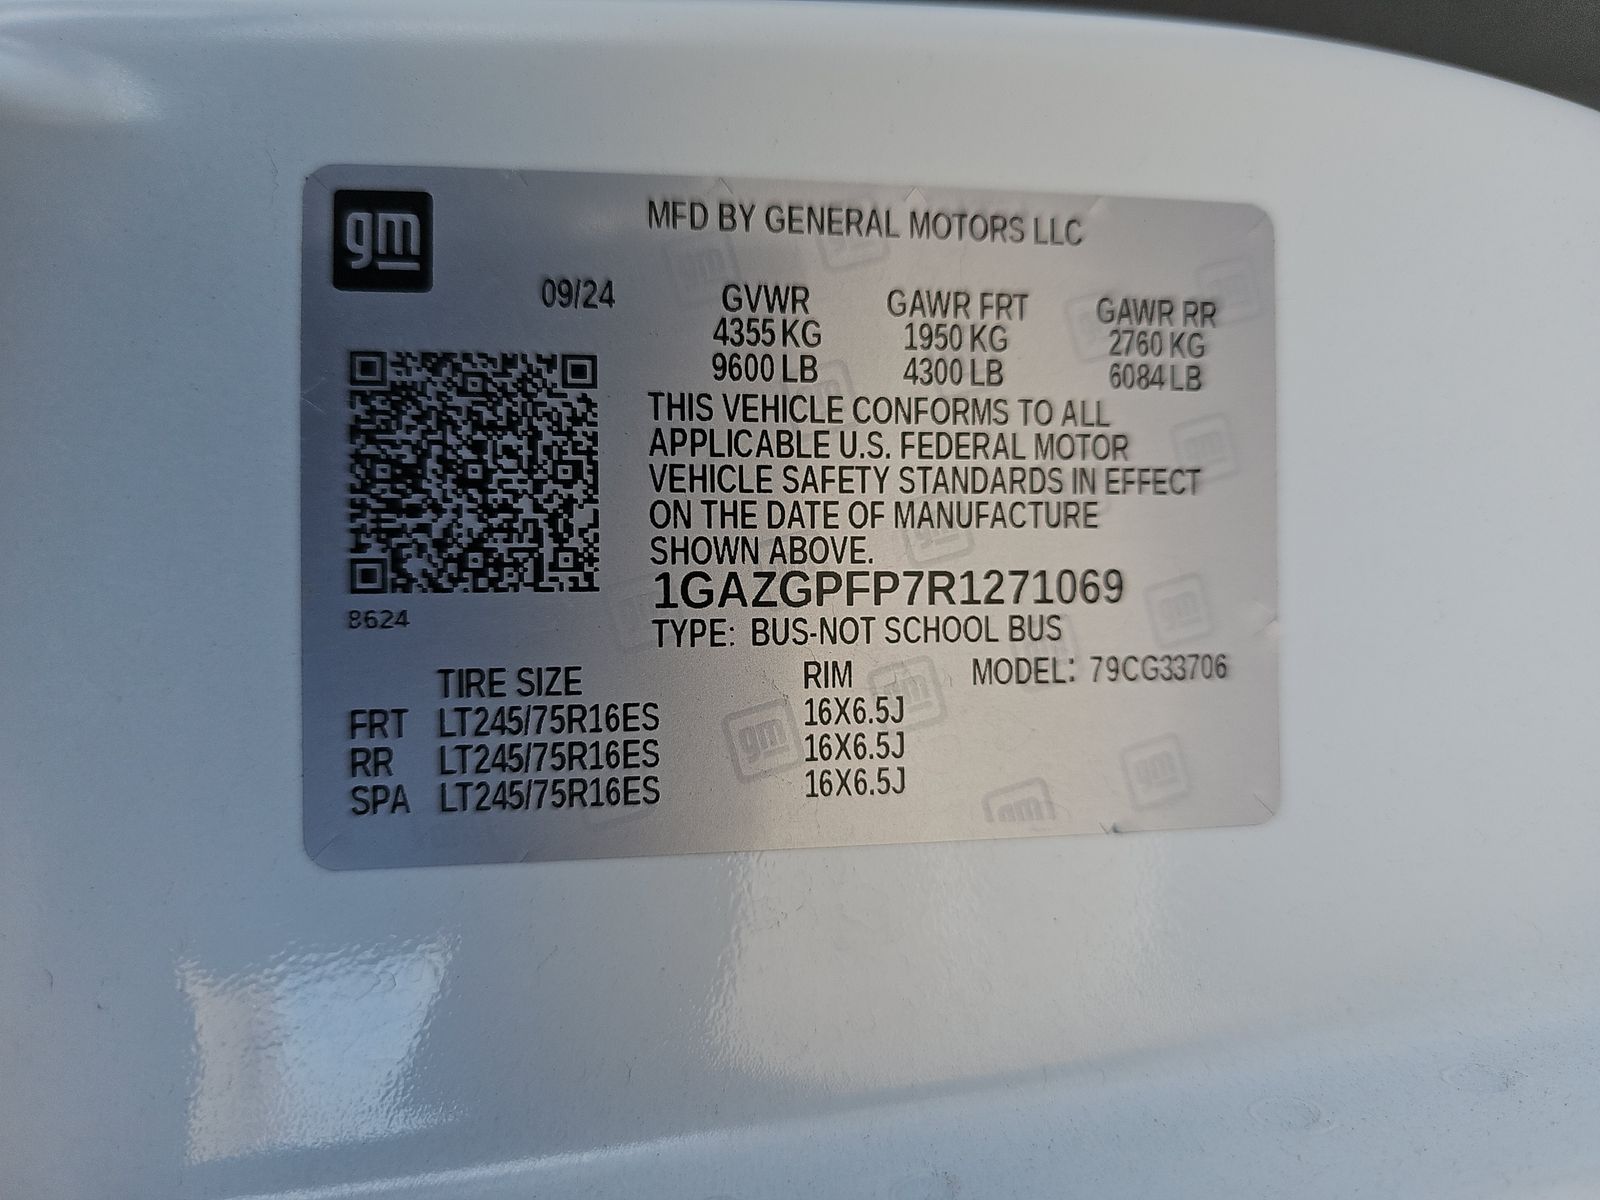 gm
MFD BY GENERAL MOTORS LLC
09/24 GVWR GAWR FRT GAWR RR
4355 KG 1950 KG 2760 KG
9600 LB 4300 LB 6084 LB
THIS VEHICLE CONFORMS TO ALL
APPLICABLE U.S. FEDERAL MOTOR
VEHICLE SAFETY STANDARDS IN EFFECT
ON THE DATE OF MANUFACTURE
SHOWN ABOVE.
1GAZGPFP7R1271069
8624
TYPE: BUS-NOT SCHOOL BUS
TIRE SIZE RIM MODEL: 79CG33706
FRT LT245/75R16ES 16X6.5J
RR LT245/75R16ES 16X6.5J
SPA LT245/75R16ES 16X6.5J